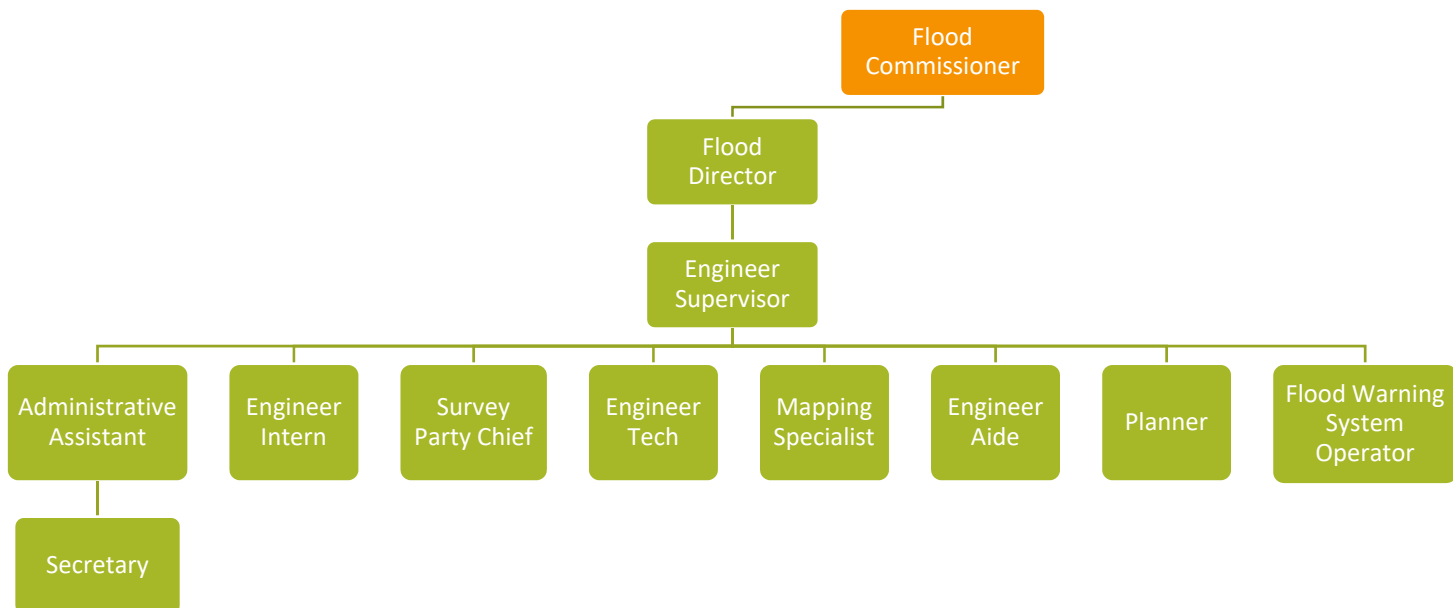 Flood
Commissioner
Flood
Director
Engineer
Supervisor
Administrative
Assistant
Engineer
Intern
Survey
Party Chief
Engineer
Tech
Mapping
Specialist
Engineer
Aide
Planner
Flood Warning
System
Operator
Secretary